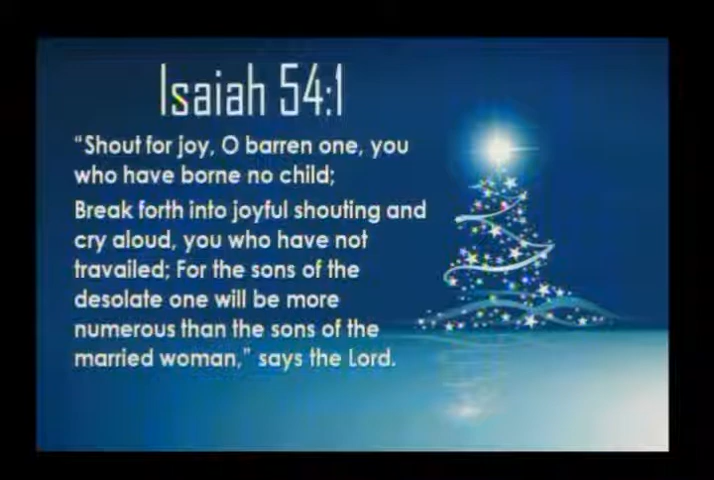 Isaiah 54:1
“Shout for joy, O barren one, you
who have borne no child;
Break forth into joyful shouting and
cry aloud, you who have not
travailed; For the sons of the
desolate one will be more
numerous than the sons of the
married woman,” says the Lord.